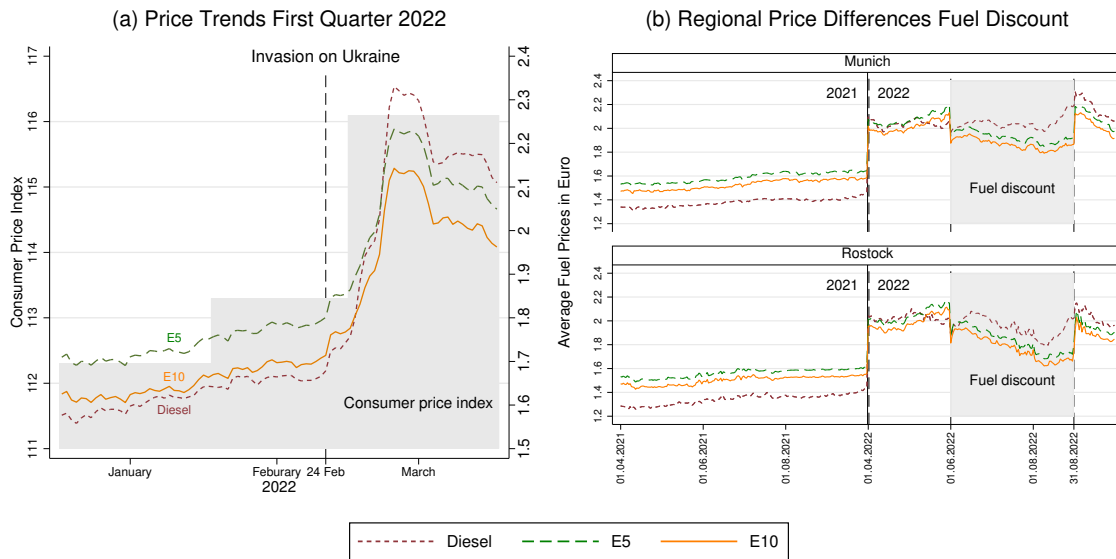 (a) Price Trends First Quarter 2022
Invasion on Ukraine
Consumer Price Index
117
116
115
114
113
112
111
2.4
2.3
2.2
2.1
2
1.9
1.8
1.7
1.6
1.5
E5
E10
Diesel
Consumer price index
January
Feburary
24 Feb
March
2022
(b) Regional Price Differences Fuel Discount
Average Fuel Prices in Euro
Munich
2.4
2.2
2
1.8
1.6
1.4
1.2
2021
2022
Fuel discount
Rostock
2.4
2.2
2
1.8
1.6
1.4
1.2
2021
2022
Fuel discount
01.04.2021
01.06.2021
01.08.2021
01.04.2022
01.06.2022
01.08.2022
31.08.2022
Diesel
E5
E10